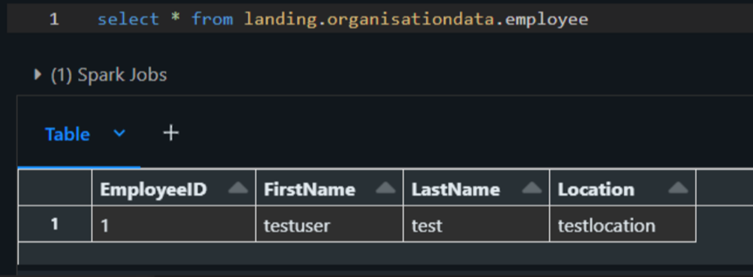 1 select * from landing.organisationdata.employee
(1) Spark Jobs
Table +
EmployeeID FirstName LastName Location
1 1 testuser test testlocation